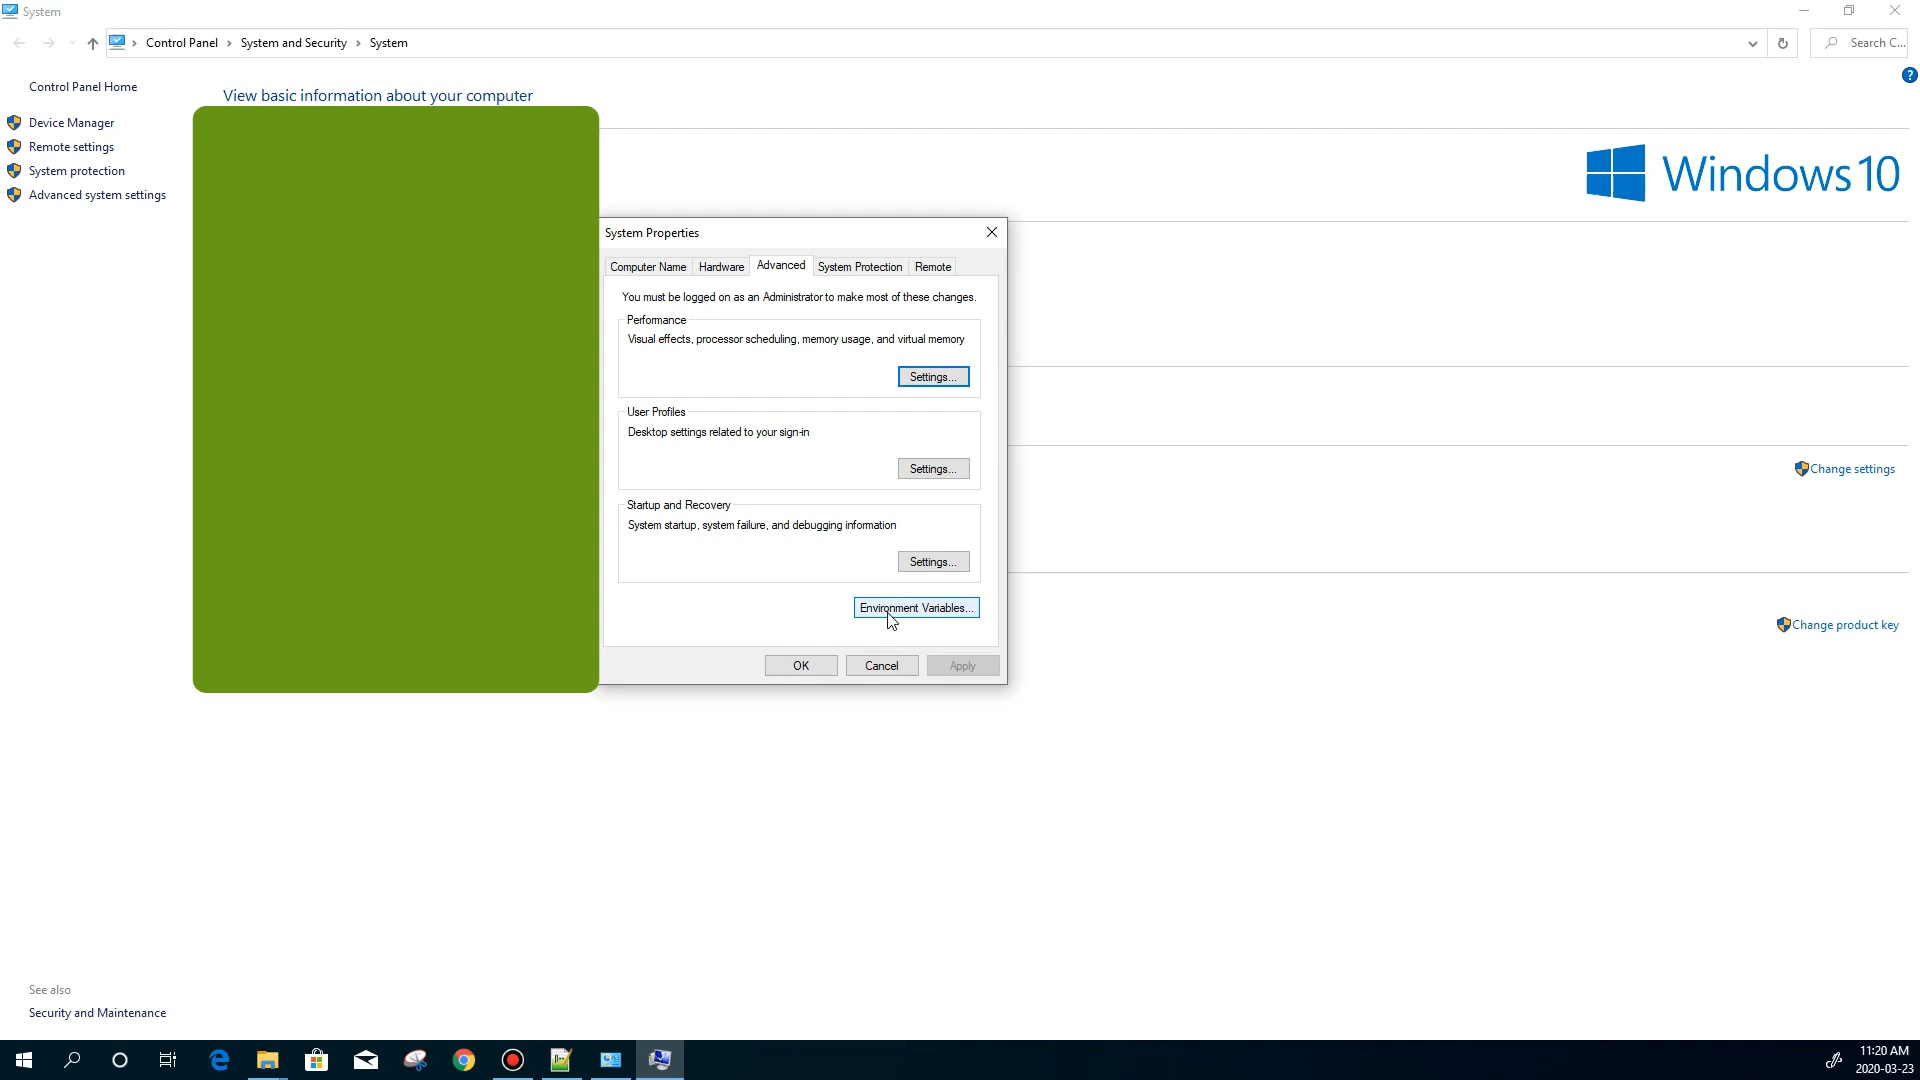 System
Control Panel > System and Security > System
Search C...
Control Panel Home
Device Manager
Remote settings
System protection
Advanced system settings
View basic information about your computer
Windows 10
System Properties
Computer Name Hardware Advanced System Protection Remote
You must be logged on as an Administrator to make most of these changes.
Performance
Visual effects, processor scheduling, memory usage, and virtual memory
Settings...
User Profiles
Desktop settings related to your sign-in
Settings...
Startup and Recovery
System startup, system failure, and debugging information
Settings...
Environment Variables...
OK Cancel Apply
Change settings
Change product key
See also
Security and Maintenance
11:20 AM
2020-03-23